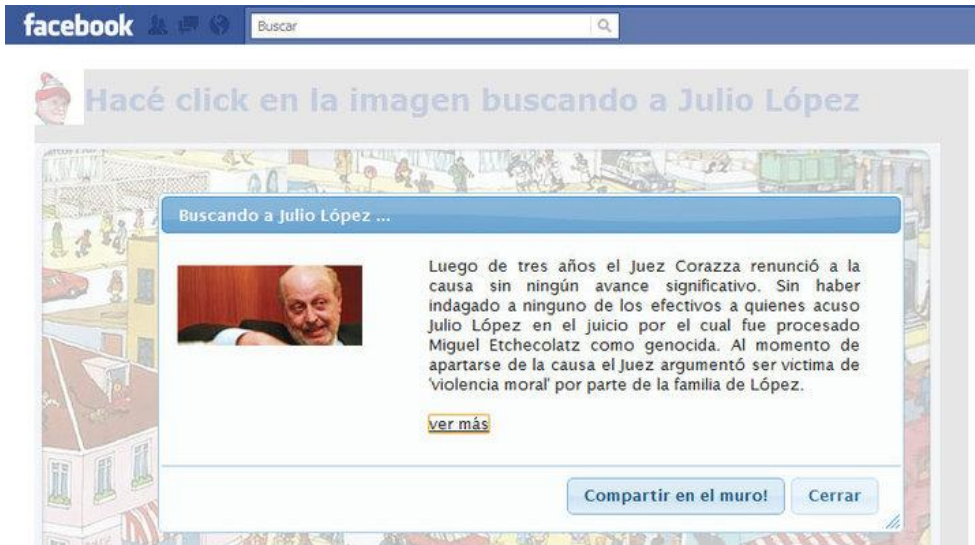 facebook
Buscar
Hacé click en la imagen buscando a Julio López
Buscando a Julio López ...
Luego de tres años el Juez Corazza renunció a la
causa sin ningún avance significativo. Sin haber
indagado a ninguno de los efectivos a quienes acuso
Julio López en el juicio por el cual fue procesado
Miguel Etchecolatz como genocida. Al momento de
apartarse de la causa el Juez argumentó ser victima de
'violencia moral' por parte de la familia de López.
ver más
Compartir en el muro!
Cerrar